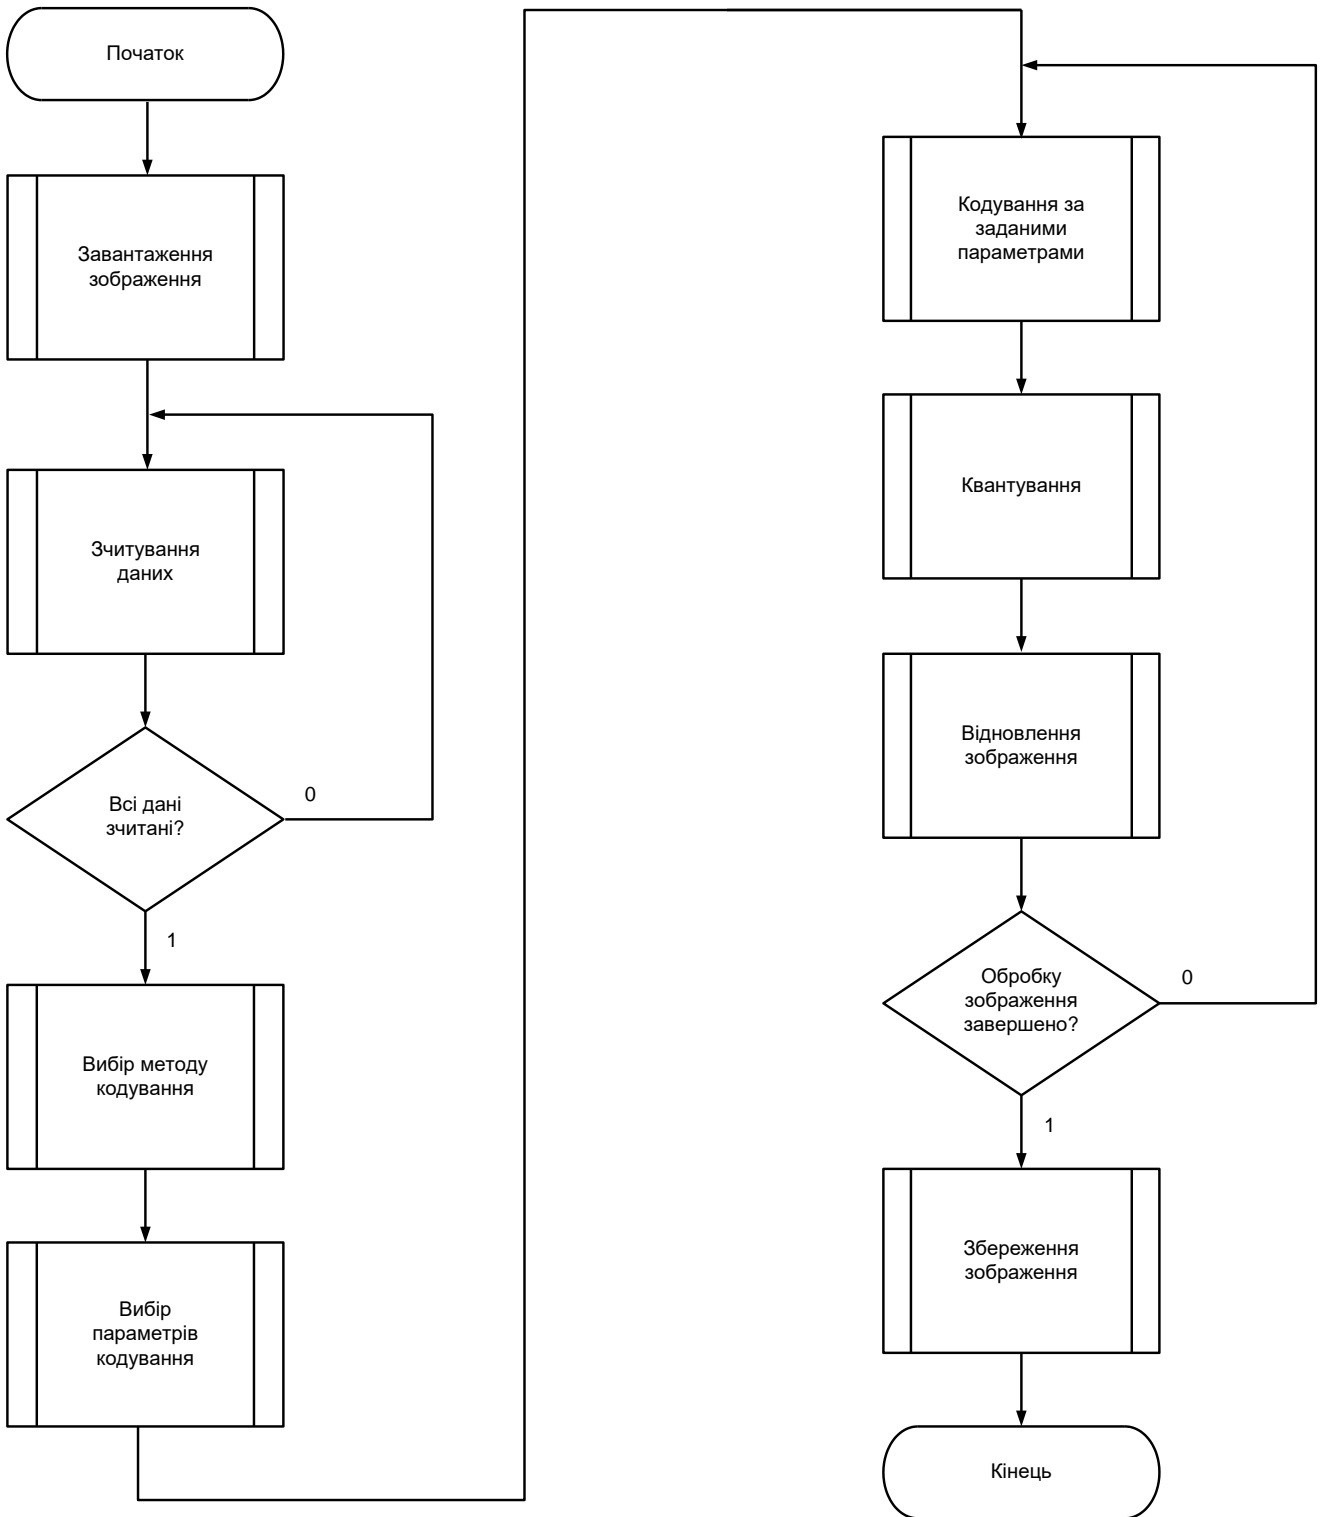 Початок
Завантаження
зображення
Зчитування
даних
Всі дані
зчитані?
0
1
Вибір методу
кодування
Вибір
параметрів
кодування
Кодування за
заданими
параметрами
Квантування
Відновлення
зображення
Обробку
зображення
завершено?
0
1
Збереження
зображення
Кінець